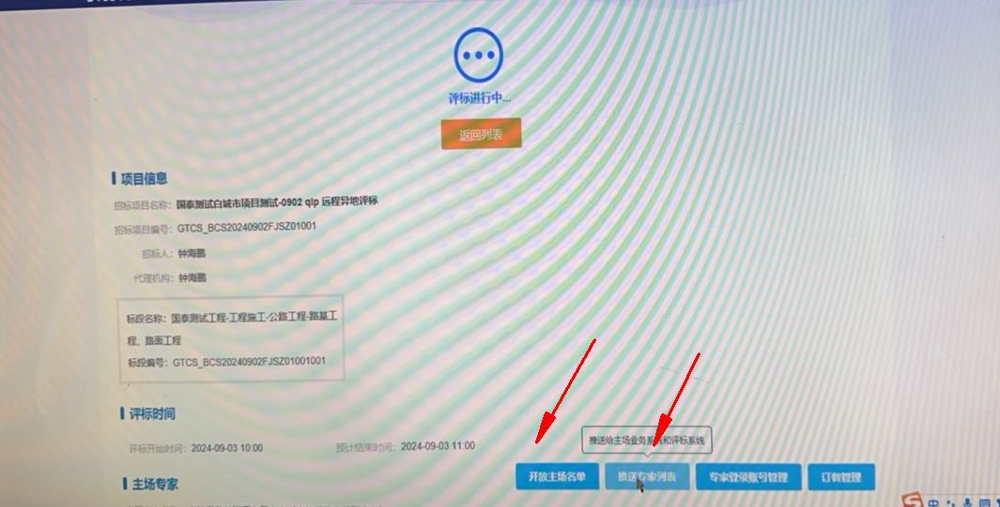 评标进行中...
返回列表
项目信息
招标项目名称：国泰测试白城市项目测试-0902 qlp 远程异地评标
招标项目编号：GTCS_BCS20240902FJSZ01001
招标人：钟海鹏
代理机构：钟海鹏
标段名称：国泰测试工程-工程施工-公路工程-路基工
程、路面工程
标段编号：GTCS_BCS20240902FJSZ01001001
评标时间
评标开始时间：2024-09-03 10:00 预计结束时间：2024-09-03 11:00
推送给主场业务系统和评标系统
开放主场名单 推送专家列表 专家登录账号管理 订餐管理
主场专家
中